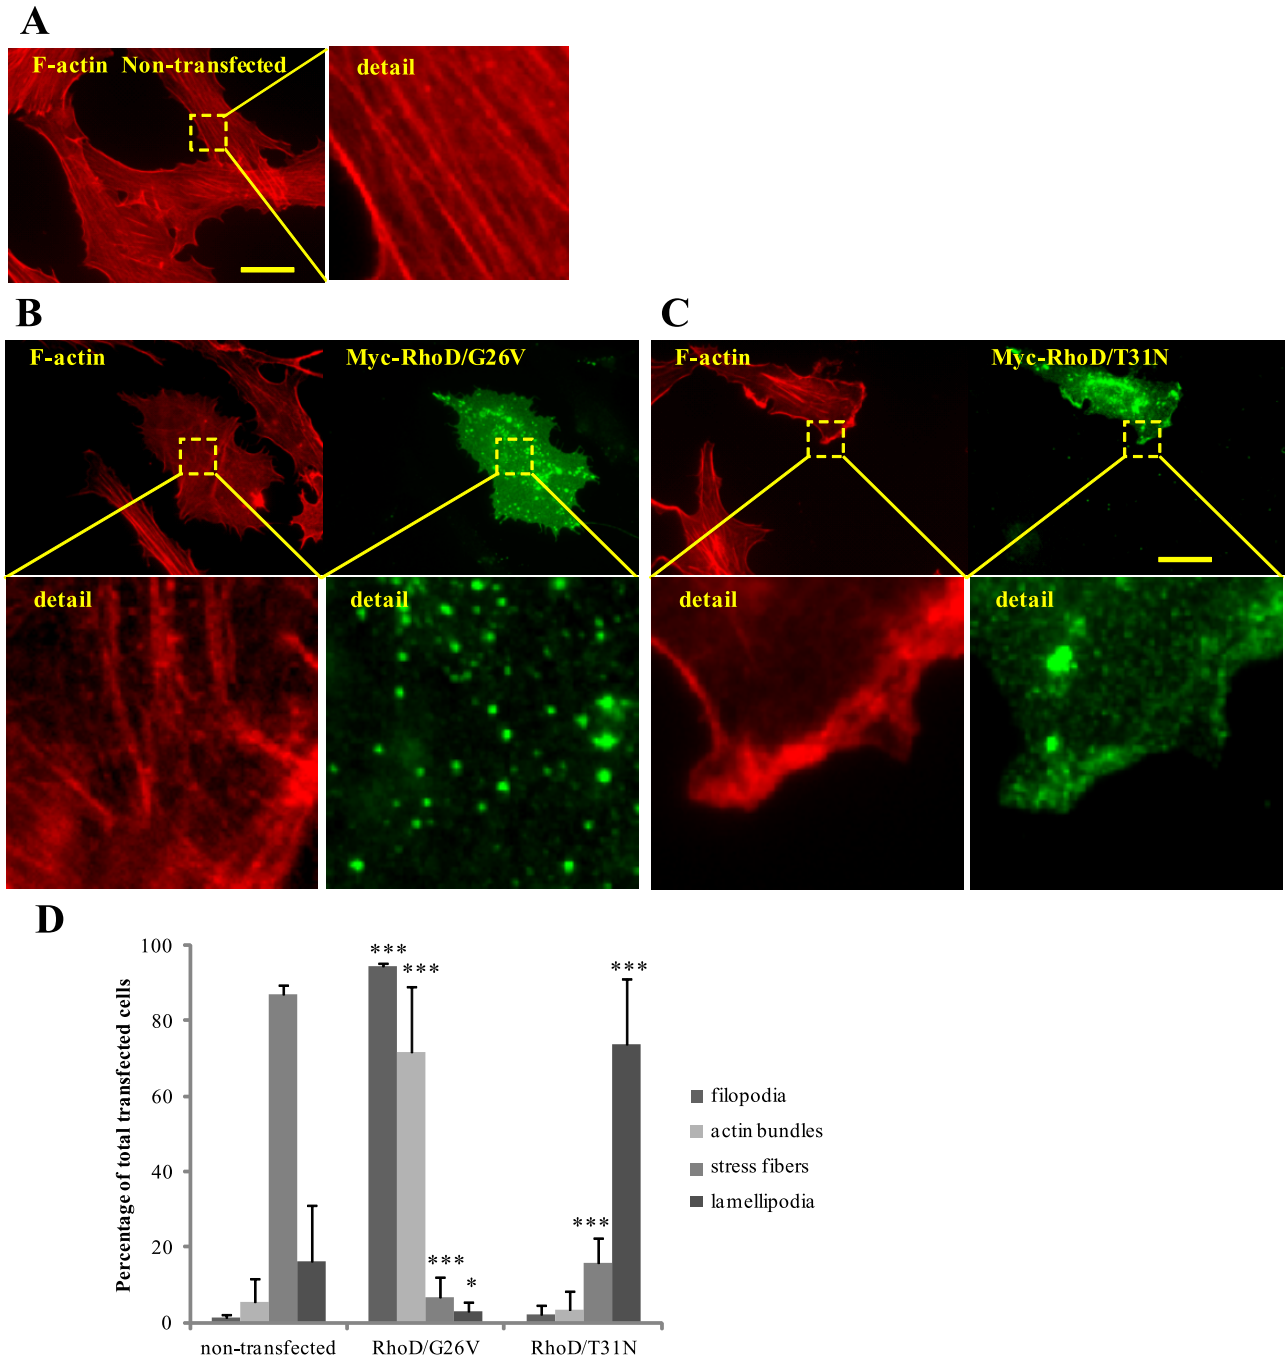 A
F-actin Non-transfected
detail
B
F-actin
Myc-RhoD/G26V
detail
detail
C
F-actin
Myc-RhoD/T31N
detail
detail
D
Percentage of total transfected cells
100
80
60
40
20
0
***
***
***
*
***
***
non-transfected
RhoD/G26V
RhoD/T31N
filopodia
actin bundles
stress fibers
lamellipodia